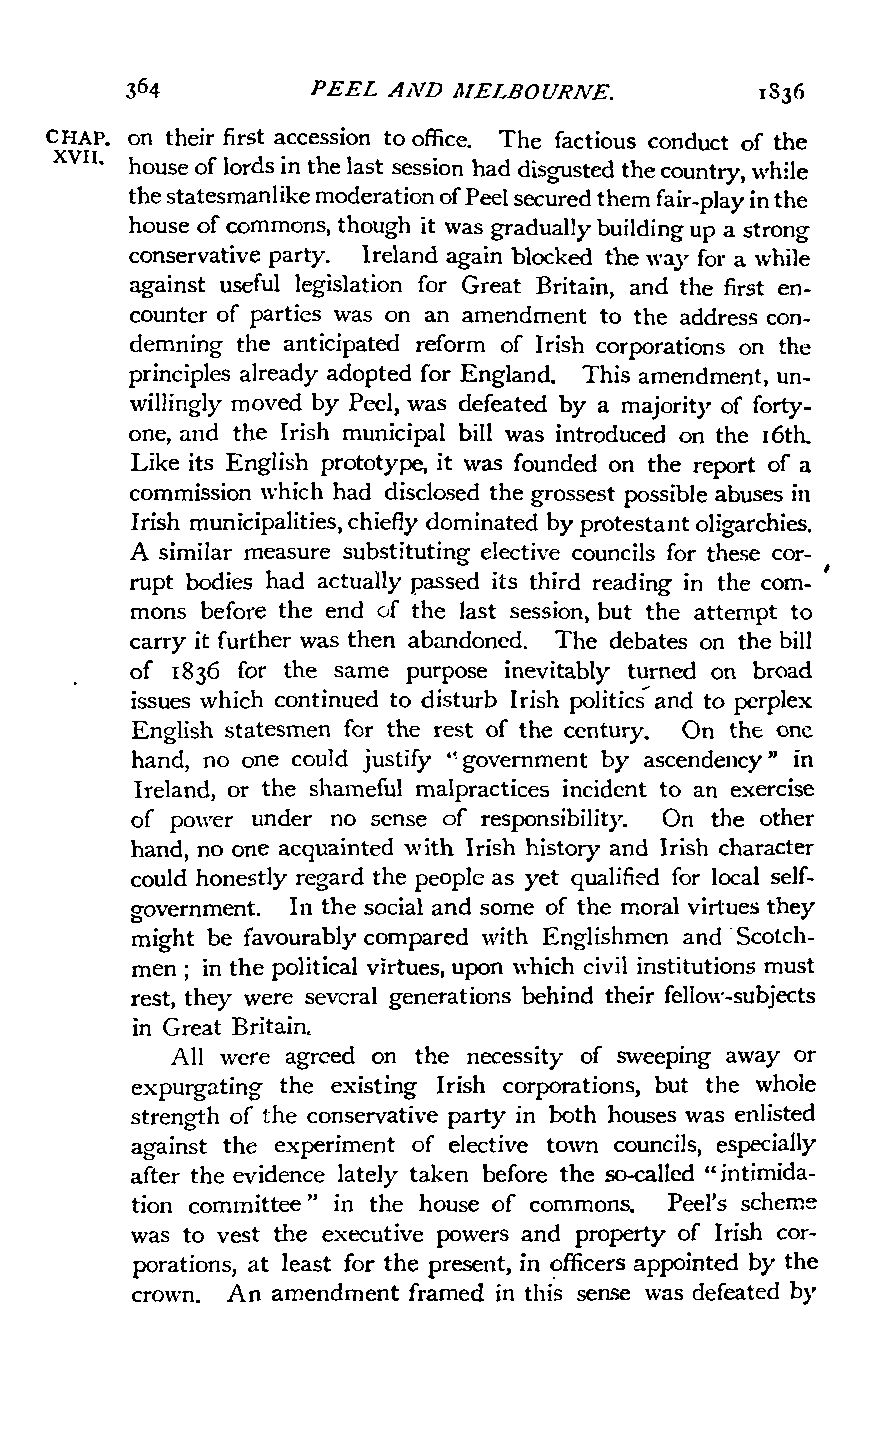 364 PEEL AND MELBOURNE. 1836
CHAP. on their first accession to office. The factious conduct of the
XVII. house of lords in the last session had disgusted the country, while
the statesmanlike moderation of Peel secured them fair-play in the
house of commons, though it was gradually building up a strong
conservative party. Ireland again blocked the way for a while
against useful legislation for Great Britain, and the first en-
counter of parties was on an amendment to the address con-
demning the anticipated reform of Irish corporations on the
principles already adopted for England. This amendment, un-
willingly moved by Peel, was defeated by a majority of forty-
one, and the Irish municipal bill was introduced on the 16th.
Like its English prototype, it was founded on the report of a
commission which had disclosed the grossest possible abuses in
Irish municipalities, chiefly dominated by protestant oligarchies.
A similar measure substituting elective councils for these cor-
rupt bodies had actually passed its third reading in the com-
mons before the end of the last session, but the attempt to
carry it further was then abandoned. The debates on the bill
of 1836 for the same purpose inevitably turned on broad
issues which continued to disturb Irish politics and to perplex
English statesmen for the rest of the century. On the one
hand, no one could justify "government by ascendency" in
Ireland, or the shameful malpractices incident to an exercise
of power under no sense of responsibility. On the other
hand, no one acquainted with Irish history and Irish character
could honestly regard the people as yet qualified for local self-
government. In the social and some of the moral virtues they
might be favourably compared with Englishmen and Scotch-
men ; in the political virtues, upon which civil institutions must
rest, they were several generations behind their fellow-subjects
in Great Britain.
All were agreed on the necessity of sweeping away or
expurgating the existing Irish corporations, but the whole
strength of the conservative party in both houses was enlisted
against the experiment of elective town councils, especially
after the evidence lately taken before the so-called "intimida-
tion committee" in the house of commons. Peel's scheme
was to vest the executive powers and property of Irish cor-
porations, at least for the present, in officers appointed by the
crown. An amendment framed in this sense was defeated by